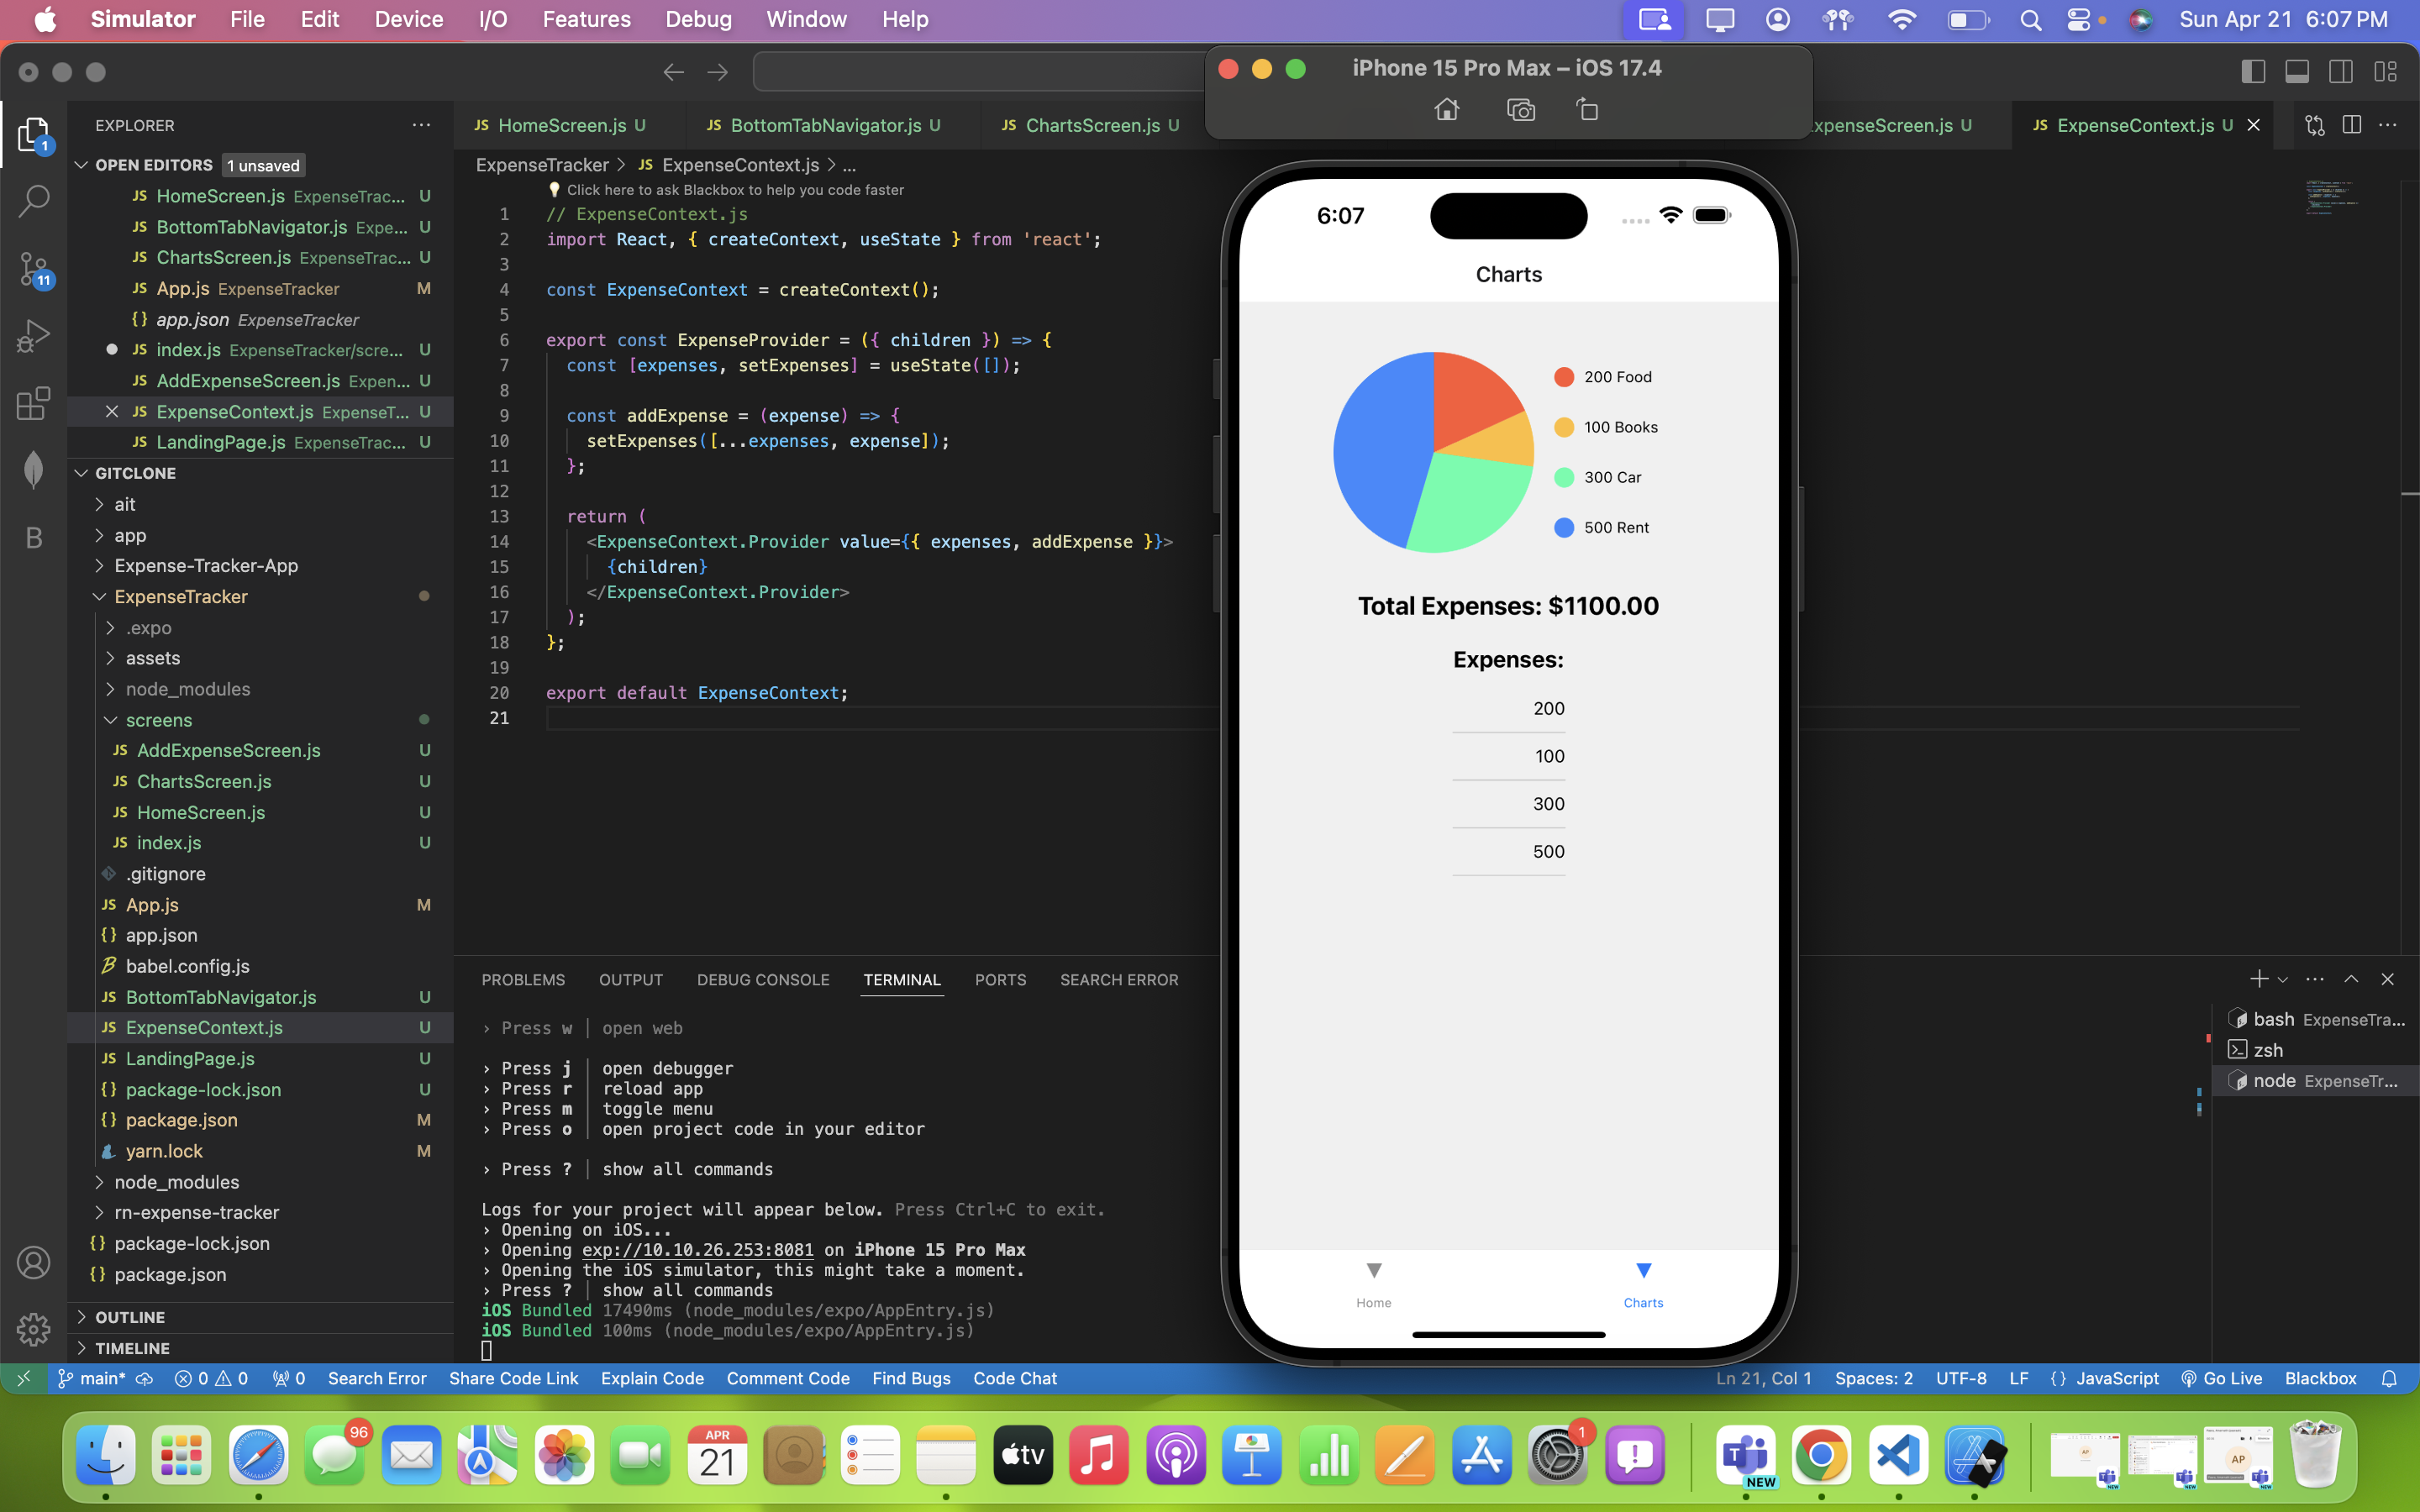 Simulator File Edit Device I/O Features Debug Window Help Sun Apr 21 6:07 PM
iPhone 15 Pro Max – iOS 17.4
EXPLORER
OPEN EDITORS 1 unsaved
JS HomeScreen.js ExpenseTrac... U
JS BottomTabNavigator.js Expe... U
JS ChartsScreen.js ExpenseTrac... U
JS App.js ExpenseTracker M
{} app.json ExpenseTracker
JS index.js ExpenseTracker/scre... U
JS AddExpenseScreen.js Expen... U
JS ExpenseContext.js ExpenseT... U
JS LandingPage.js ExpenseTrac... U
GITCLONE
ait
app
Expense-Tracker-App
ExpenseTracker
.expo
assets
node_modules
screens
JS AddExpenseScreen.js U
JS ChartsScreen.js U
JS HomeScreen.js U
JS index.js U
.gitignore
JS App.js M
{} app.json
babel.config.js
JS BottomTabNavigator.js U
JS ExpenseContext.js U
JS LandingPage.js U
{} package-lock.json U
{} package.json M
yarn.lock M
node_modules
rn-expense-tracker
{} package-lock.json
{} package.json
OUTLINE
TIMELINE
1
11
B
JS HomeScreen.js U JS BottomTabNavigator.js U JS ChartsScreen.js U xpenseScreen.js U JS ExpenseContext.js U
ExpenseTracker > JS ExpenseContext.js > ...
Click here to ask Blackbox to help you code faster
1 // ExpenseContext.js
2 import React, { createContext, useState } from 'react';
3
4 const ExpenseContext = createContext();
5
6 export const ExpenseProvider = ({ children }) => {
7 const [expenses, setExpenses] = useState([]);
8
9 const addExpense = (expense) => {
10 setExpenses([...expenses, expense]);
11 };
12
13 return (
14 <ExpenseContext.Provider value={{ expenses, addExpense }}>
15 {children}
16 </ExpenseContext.Provider>
17 );
18 };
19
20 export default ExpenseContext;
21
PROBLEMS OUTPUT DEBUG CONSOLE TERMINAL PORTS SEARCH ERROR
› Press w │ open web
› Press j │ open debugger
› Press r │ reload app
› Press m │ toggle menu
› Press o │ open project code in your editor
› Press ? │ show all commands
Logs for your project will appear below. Press Ctrl+C to exit.
› Opening on iOS...
› Opening exp://10.10.26.253:8081 on iPhone 15 Pro Max
› Opening the iOS simulator, this might take a moment.
› Press ? │ show all commands
iOS Bundled 17490ms (node_modules/expo/AppEntry.js)
iOS Bundled 100ms (node_modules/expo/AppEntry.js)
bash ExpenseTra...
zsh
node ExpenseTr...
6:07
Charts
200 Food
100 Books
300 Car
500 Rent
Total Expenses: $1100.00
Expenses:
200
100
300
500
Home Charts
main* 0 0 0 Search Error Share Code Link Explain Code Comment Code Find Bugs Code Chat Ln 21, Col 1 Spaces: 2 UTF-8 LF {} JavaScript Go Live Blackbox
96
APR
21
tv
1
T
NEW
AP
AP